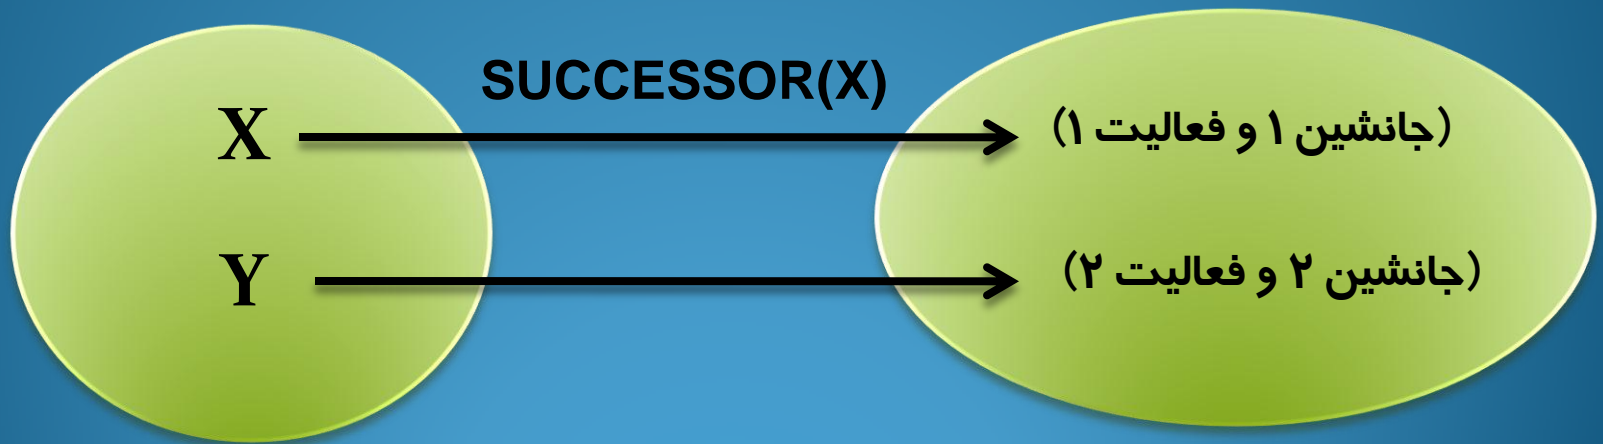 SUCCESSOR(X)
X
(جانشین ۱ و فعالیت ۱)
Y
(جانشین ۲ و فعالیت ۲)